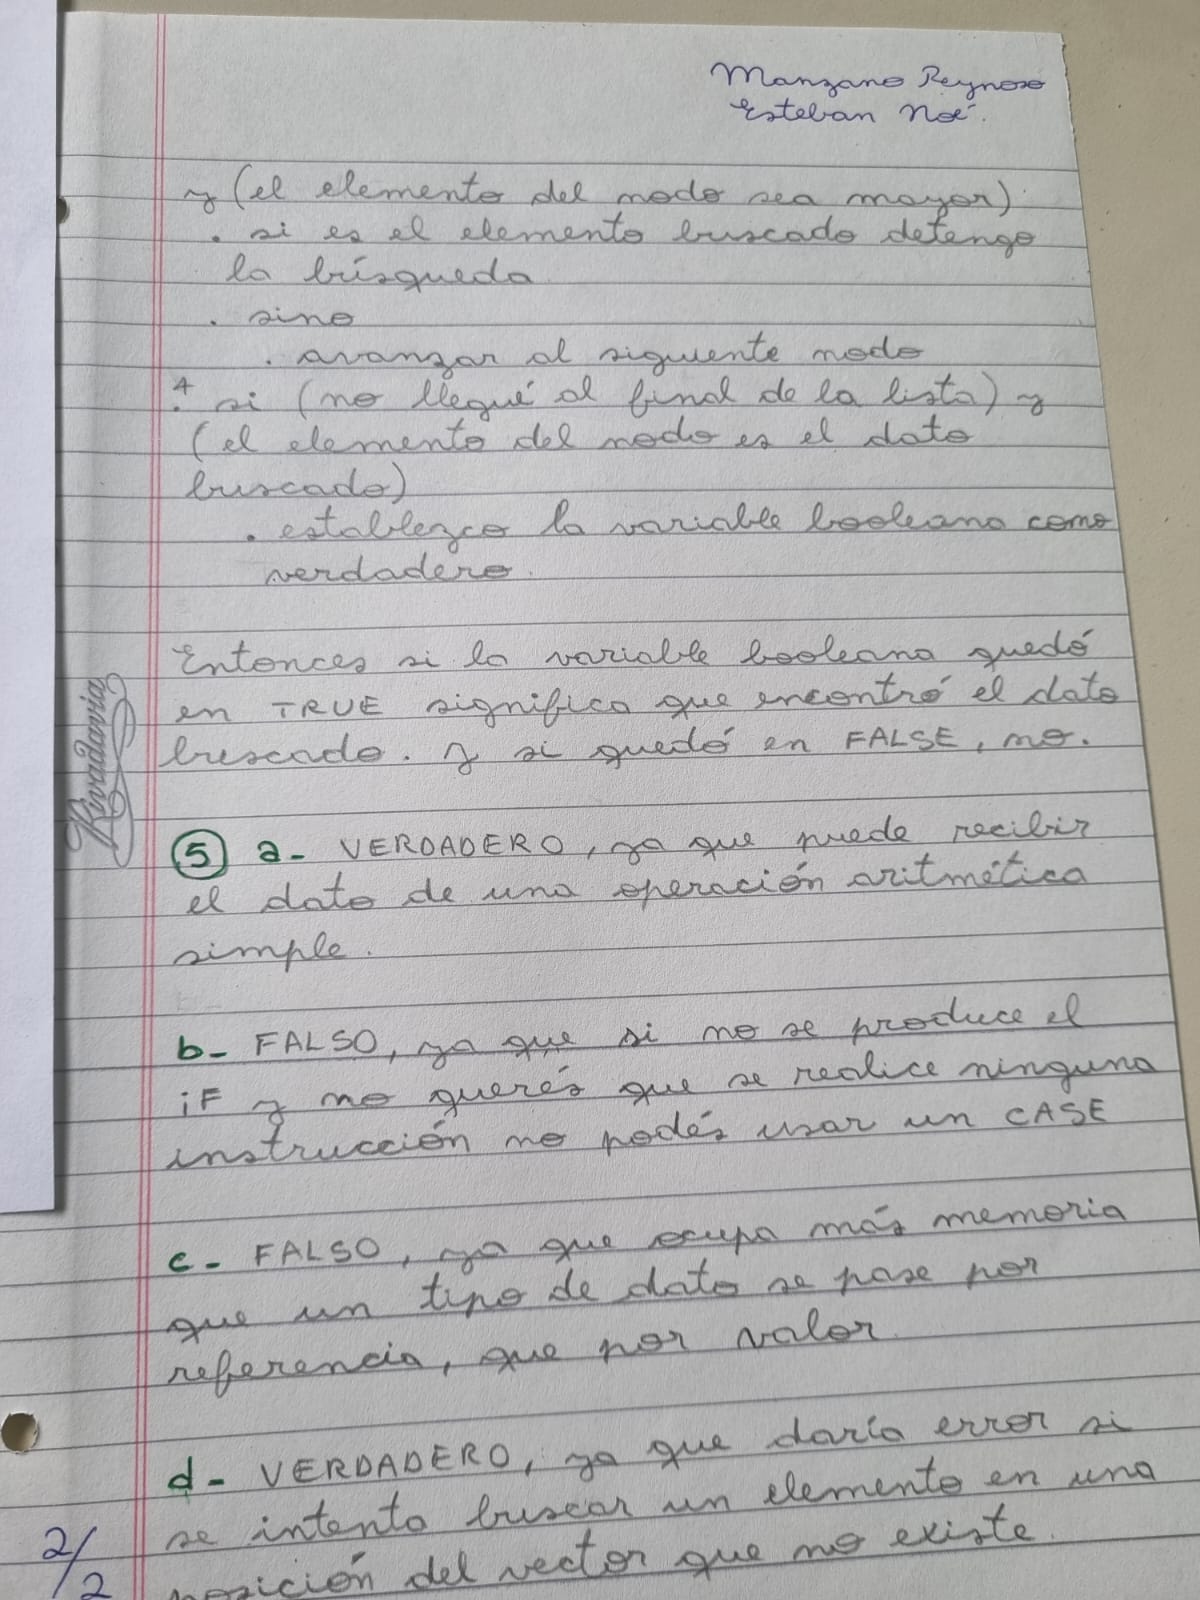 Manzano Reynoso
Esteban Noé.
y (el elemento del nodo sea mayor)
. si es el elemento buscado detengo
la búsqueda.
. sino
. avanzar al siguiente nodo
4. si (no llegué al final de la lista) y
(el elemento del nodo es el dato
buscado)
. establezco la variable booleana como
verdadero.
Entonces si la variable booleana quedó
en TRUE significa que encontró el dato
buscado. Y si quedó en FALSE, no.
Rivadavia
5 a- VERDADERO, ya que puede recibir
el dato de una operación aritmética
simple.
b- FALSO, ya que si no se produce el
iF y no querés que se realice ninguna
instrucción no podés usar un CASE
c- FALSO, ya que ocupa más memoria
que un tipo de dato se pase por
referencia, que por valor.
d- VERDADERO, ya que daría error si
se intenta buscar un elemento en una
posición del vector que no existe.
2/2